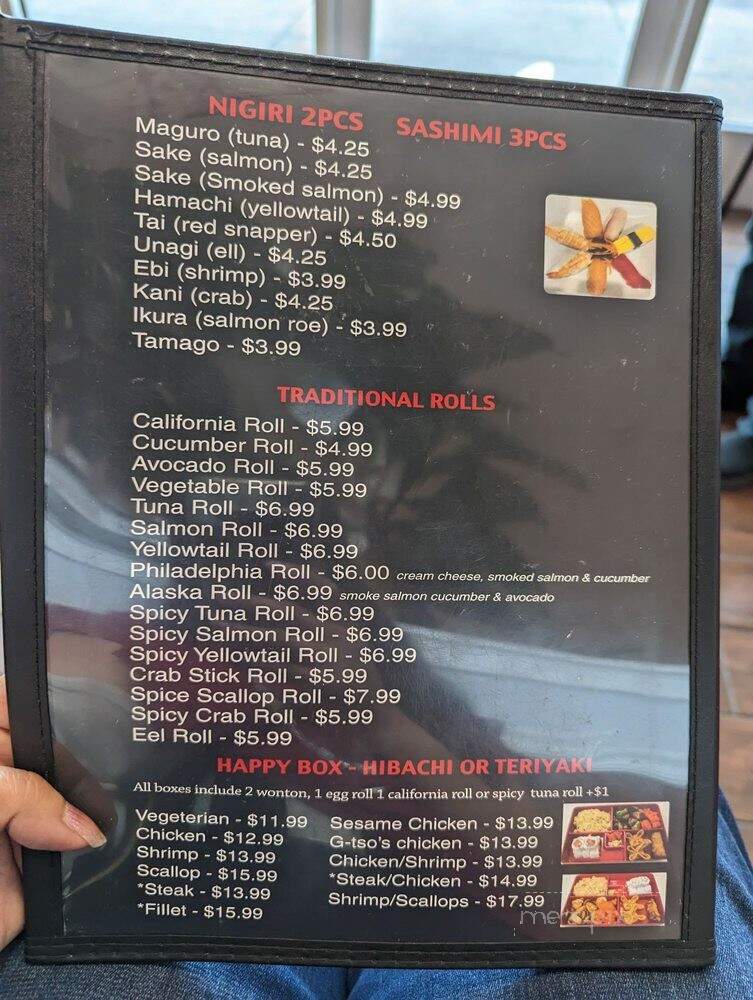 NIGIRI 2PCS SASHIMI 3PCS
Maguro (tuna) - $4.25
Sake (salmon) - $4.25
Sake (Smoked salmon) - $4.99
Hamachi (yellowtail) - $4.99
Tai (red snapper) - $4.50
Unagi (ell) - $4.25
Ebi (shrimp) - $3.99
Kani (crab) - $4.25
Ikura (salmon roe) - $3.99
Tamago - $3.99
TRADITIONAL ROLLS
California Roll - $5.99
Cucumber Roll - $4.99
Avocado Roll - $5.99
Vegetable Roll - $5.99
Tuna Roll - $6.99
Salmon Roll - $6.99
Yellowtail Roll - $6.99
Philadelphia Roll - $6.00 cream cheese, smoked salmon & cucumber
Alaska Roll - $6.99 smoke salmon cucumber & avocado
Spicy Tuna Roll - $6.99
Spicy Salmon Roll - $6.99
Spicy Yellowtail Roll - $6.99
Crab Stick Roll - $5.99
Spice Scallop Roll - $7.99
Spicy Crab Roll - $5.99
Eel Roll - $5.99
HAPPY BOX - HIBACHI OR TERIYAKI
All boxes include 2 wonton, 1 egg roll 1 california roll or spicy tuna roll +$1
Vegeterian - $11.99
Chicken - $12.99
Shrimp - $13.99
Scallop - $15.99
*Steak - $13.99
*Fillet - $15.99
Sesame Chicken - $13.99
G-tso's chicken - $13.99
Chicken/Shrimp - $13.99
*Steak/Chicken - $14.99
Shrimp/Scallops - $17.99